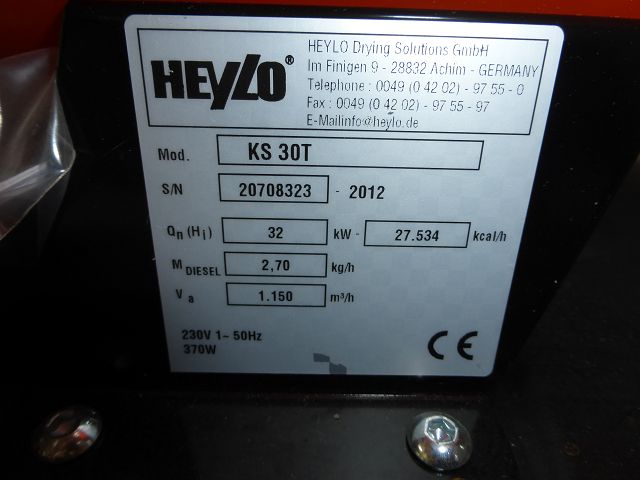 HEYLO®
HEYLO Drying Solutions GmbH
Im Finigen 9 - 28832 Achim - GERMANY
Telephone : 0049 (0 42 02) - 97 55 - 0
Fax : 0049 (0 42 02) - 97 55 - 97
E-Mailinfo@heylo.de
Mod. KS 30T
S/N 20708323 - 2012
Qn (Hi) 32 kW - 27.534 kcal/h
M DIESEL 2,70 kg/h
Va 1.150 m³/h
230V 1~ 50Hz
370W
CE